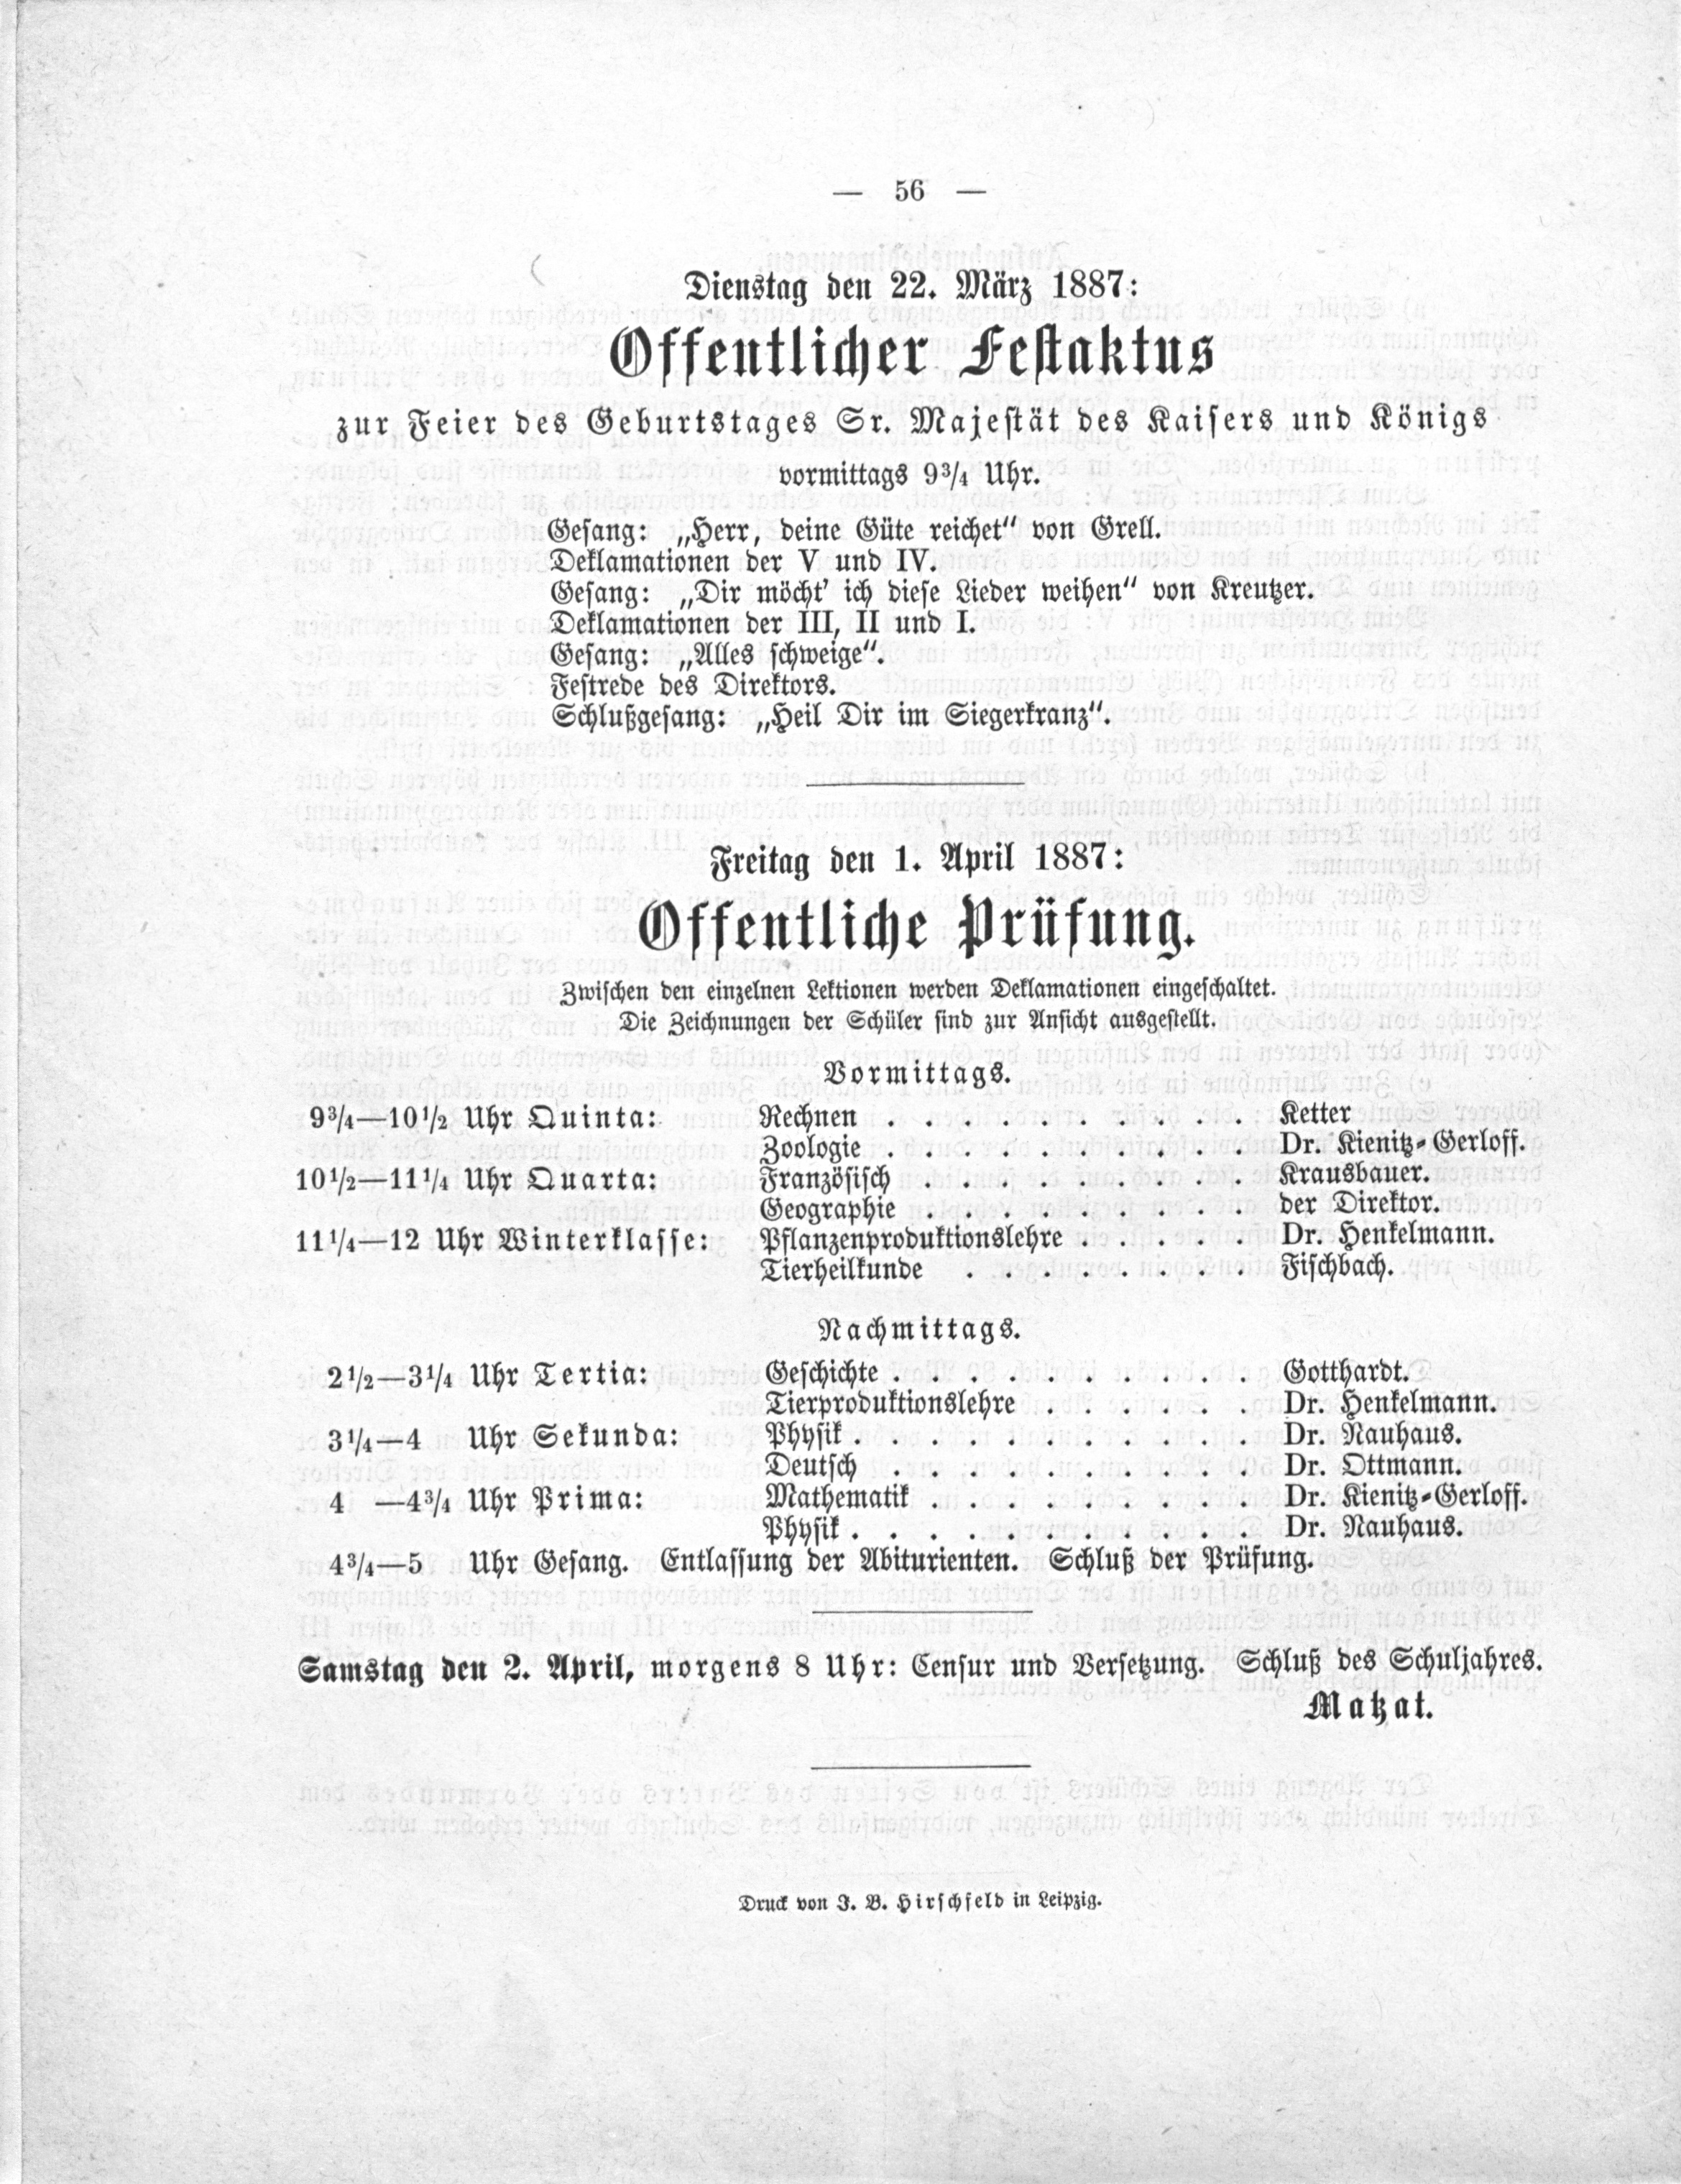 — 56 —
Dienstag den 22. März 1887:
Offentlicher Festaktus
zur Feier des Geburtstages Sr. Majestät des Kaisers und Königs
vormittags 9³/₄ Uhr.
Gesang: „Herr, deine Güte reichet“ von Grell.
Deklamationen der V und IV.
Gesang: „Dir möcht' ich diese Lieder weihen“ von Kreutzer.
Deklamationen der III, II und I.
Gesang: „Alles schweige“.
Festrede des Direktors.
Schlußgesang: „Heil Dir im Siegerkranz“.
Freitag den 1. April 1887:
Offentliche Prüfung.
Zwischen den einzelnen Lektionen werden Deklamationen eingeschaltet.
Die Zeichnungen der Schüler sind zur Ansicht ausgestellt.
Vormittags.
9³/₄—10¹/₂ Uhr Quinta: Rechnen . . . . . . . . . . Ketter
Zoologie . . . . . . . . . . Dr. Kienitz-Gerloff.
10¹/₂—11¹/₄ Uhr Quarta: Französisch . . . . . . . . . Krausbauer.
Geographie . . . . . . . . . der Direktor.
11¹/₄—12 Uhr Winterklasse: Pflanzenproduktionslehre . . . . . Dr. Henkelmann.
Tierheilkunde . . . . . . . . Fischbach.
Nachmittags.
2¹/₂—3¹/₄ Uhr Tertia: Geschichte . . . . . . . . . . Gotthardt.
Tierproduktionslehre . . . . . . Dr. Henkelmann.
3¹/₄—4 Uhr Sekunda: Physik . . . . . . . . . . . Dr. Nauhaus.
Deutsch . . . . . . . . . . Dr. Ottmann.
4 —4³/₄ Uhr Prima: Mathematik . . . . . . . . . Dr. Kienitz-Gerloff.
Physik . . . . . . . . . . . Dr. Nauhaus.
4³/₄—5 Uhr Gesang. Entlassung der Abiturienten. Schluß der Prüfung.
Samstag den 2. April, morgens 8 Uhr: Censur und Versetzung. Schluß des Schuljahres.
Matzat.
Druck von J. B. Hirschfeld in Leipzig.